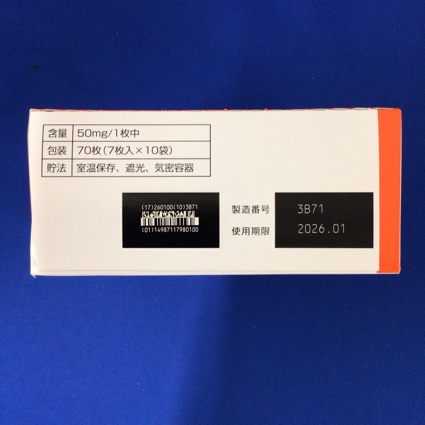 含量 50mg/1枚中
包装 70枚(7枚入×10袋)
貯法 室温保存、遮光、気密容器
(17)260100(10)3B71
(01)14987117980100
製造番号 3B71
使用期限 2026.01